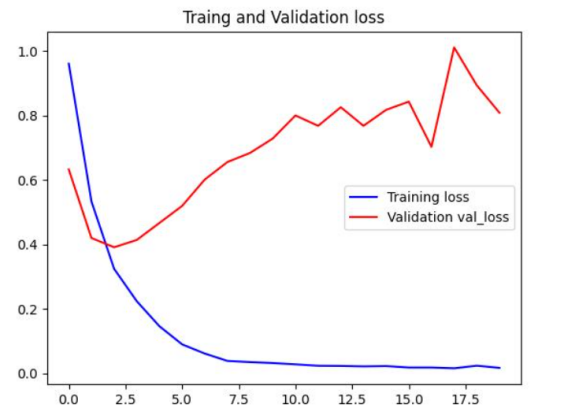 Traing and Validation loss
1.0
0.8
0.6
0.4
0.2
0.0
Training loss
Validation val_loss
0.0 2.5 5.0 7.5 10.0 12.5 15.0 17.5